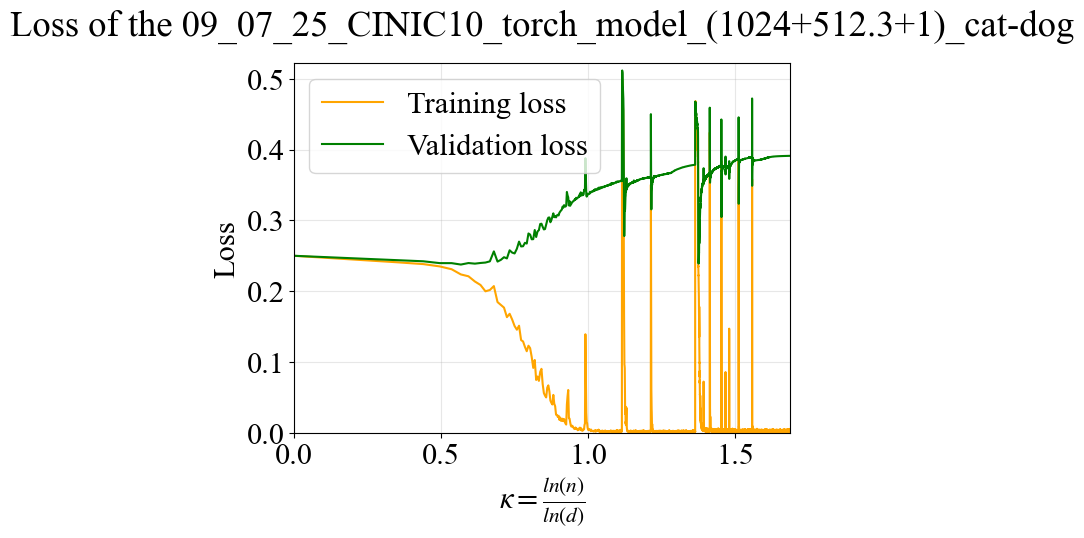 Loss of the 09_07_25_CINIC10_torch_model_(1024+512.3+1)_cat-dog
Training loss
Validation loss
Loss
0.5
0.4
0.3
0.2
0.1
0.0
0.0 0.5 1.0 1.5
κ = ln(n)/ln(d)